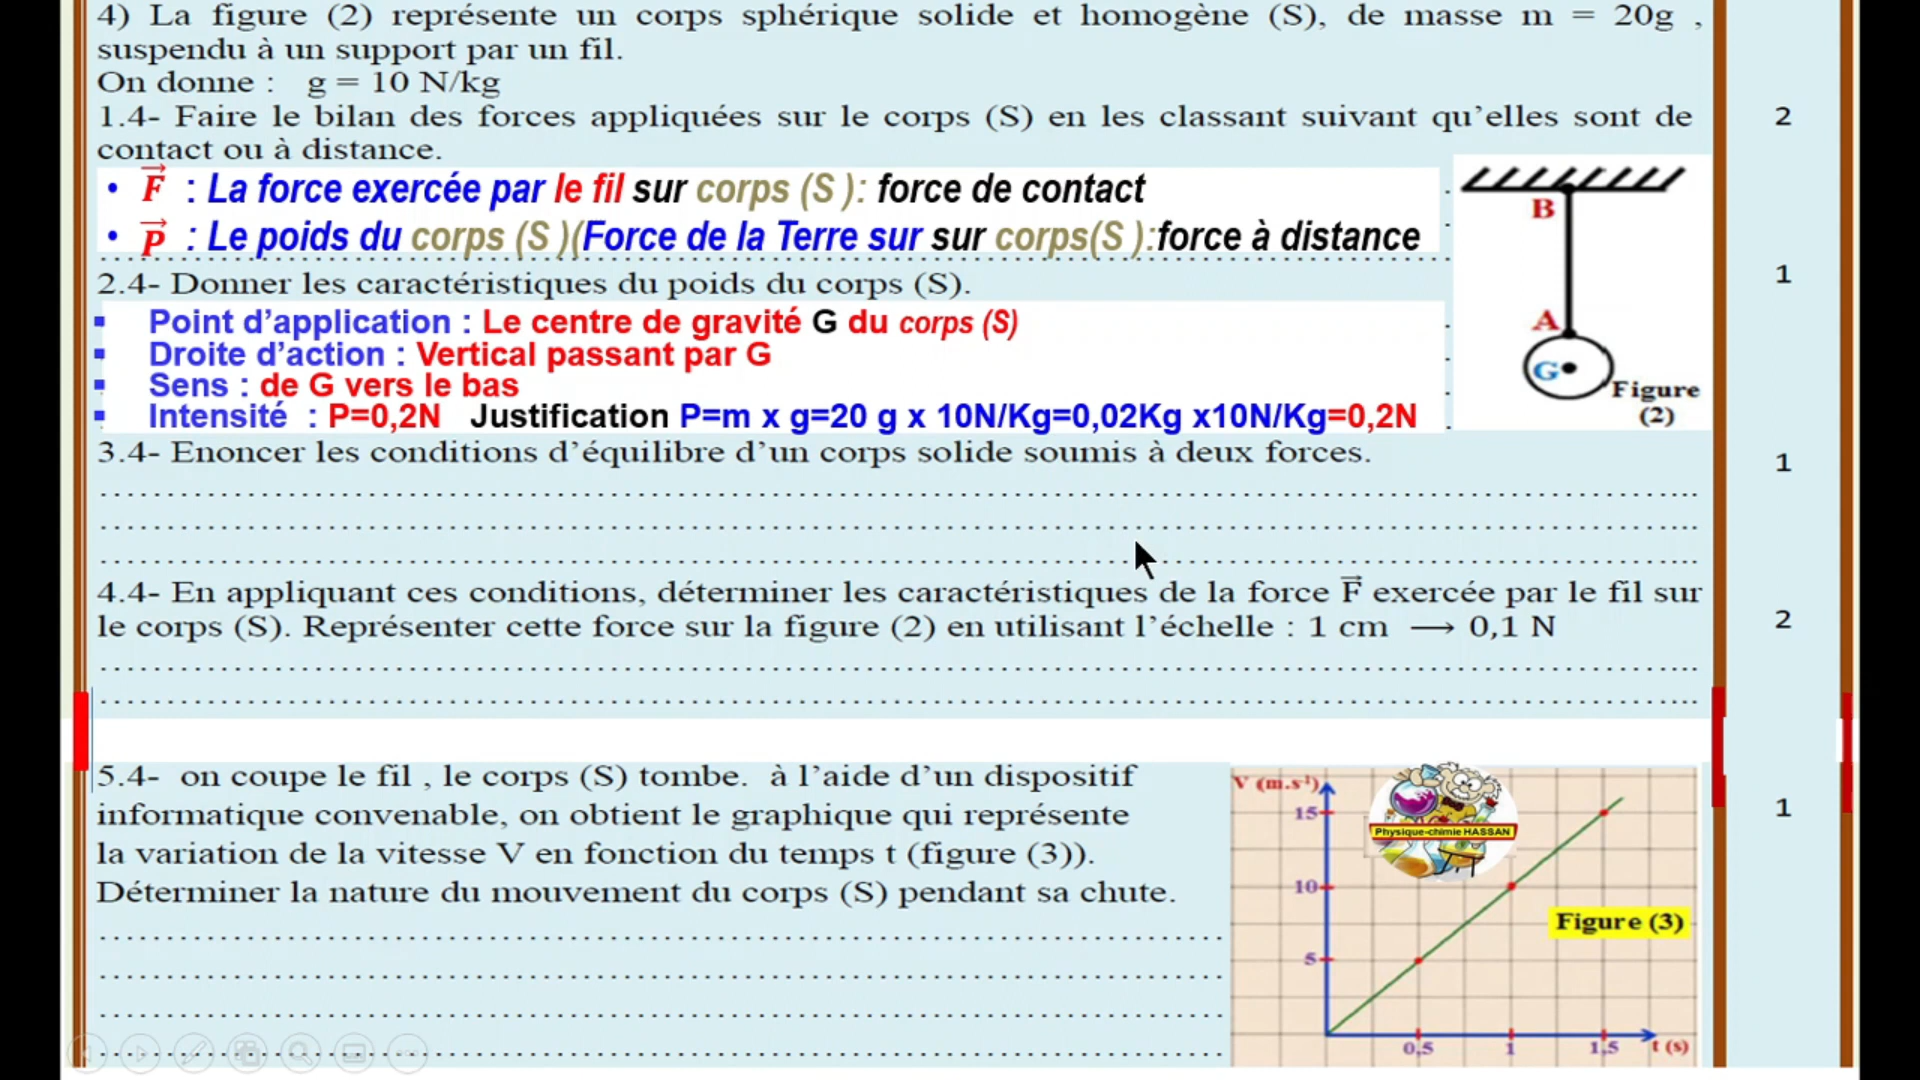 4) La figure (2) représente un corps sphérique solide et homogène (S), de masse m = 20g ,
suspendu à un support par un fil.
On donne : g = 10 N/kg
1.4- Faire le bilan des forces appliquées sur le corps (S) en les classant suivant qu’elles sont de
2
contact ou à distance.
• F⃗ : La force exercée par le fil sur corps (S ): force de contact
• P⃗ : Le poids du corps (S )(Force de la Terre sur sur corps(S ):force à distance
B
A
G
Figure
(2)
2.4- Donner les caractéristiques du poids du corps (S).
1
▪ Point d’application : Le centre de gravité G du corps (S)
▪ Droite d’action : Vertical passant par G
▪ Sens : de G vers le bas
▪ Intensité : P=0,2N Justification P=m x g=20 g x 10N/Kg=0,02Kg x10N/Kg=0,2N
3.4- Enoncer les conditions d’équilibre d’un corps solide soumis à deux forces.
1
4.4- En appliquant ces conditions, déterminer les caractéristiques de la force F⃗ exercée par le fil sur
le corps (S). Représenter cette force sur la figure (2) en utilisant l’échelle : 1 cm ⟶ 0,1 N
2
5.4- on coupe le fil , le corps (S) tombe. à l’aide d’un dispositif
informatique convenable, on obtient le graphique qui représente
1
la variation de la vitesse V en fonction du temps t (figure (3)).
Déterminer la nature du mouvement du corps (S) pendant sa chute.
V (m.s⁻¹)
15
Physique-chimie HASSAN
10
Figure (3)
5
0,5 1 1,5 t (s)